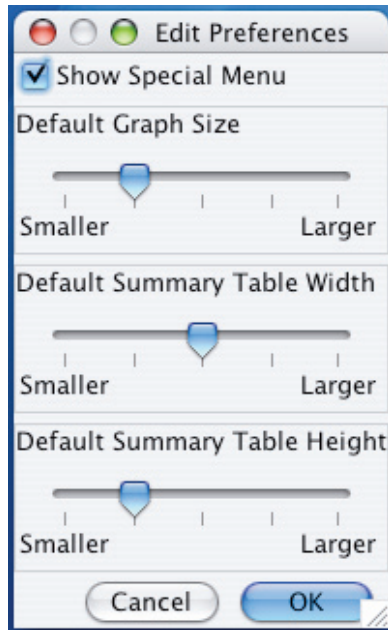 Edit Preferences
Show Special Menu
Default Graph Size
Smaller Larger
Default Summary Table Width
Smaller Larger
Default Summary Table Height
Smaller Larger
Cancel OK